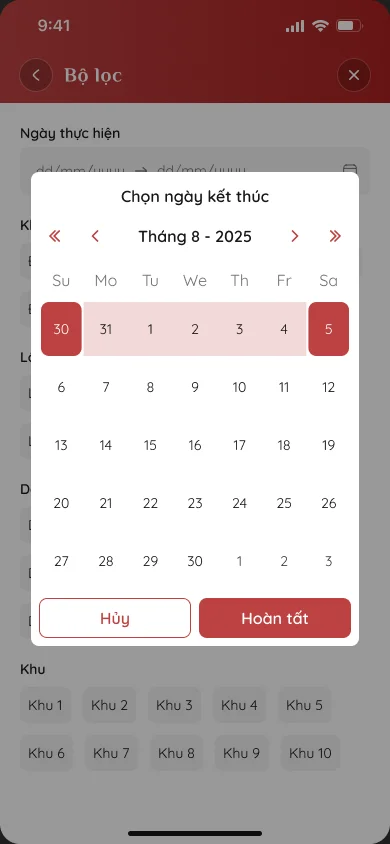 9:41
Bộ lọc
Ngày thực hiện
dd/mm/yyyy → dd/mm/yyyy
Chọn ngày kết thúc
Tháng 8 - 2025
Su Mo Tu We Th Fr Sa
30 31 1 2 3 4 5
6 7 8 9 10 11 12
13 14 15 16 17 18 19
20 21 22 23 24 25 26
27 28 29 30 1 2 3
Hủy Hoàn tất
Khu
Khu 1 Khu 2 Khu 3 Khu 4 Khu 5
Khu 6 Khu 7 Khu 8 Khu 9 Khu 10